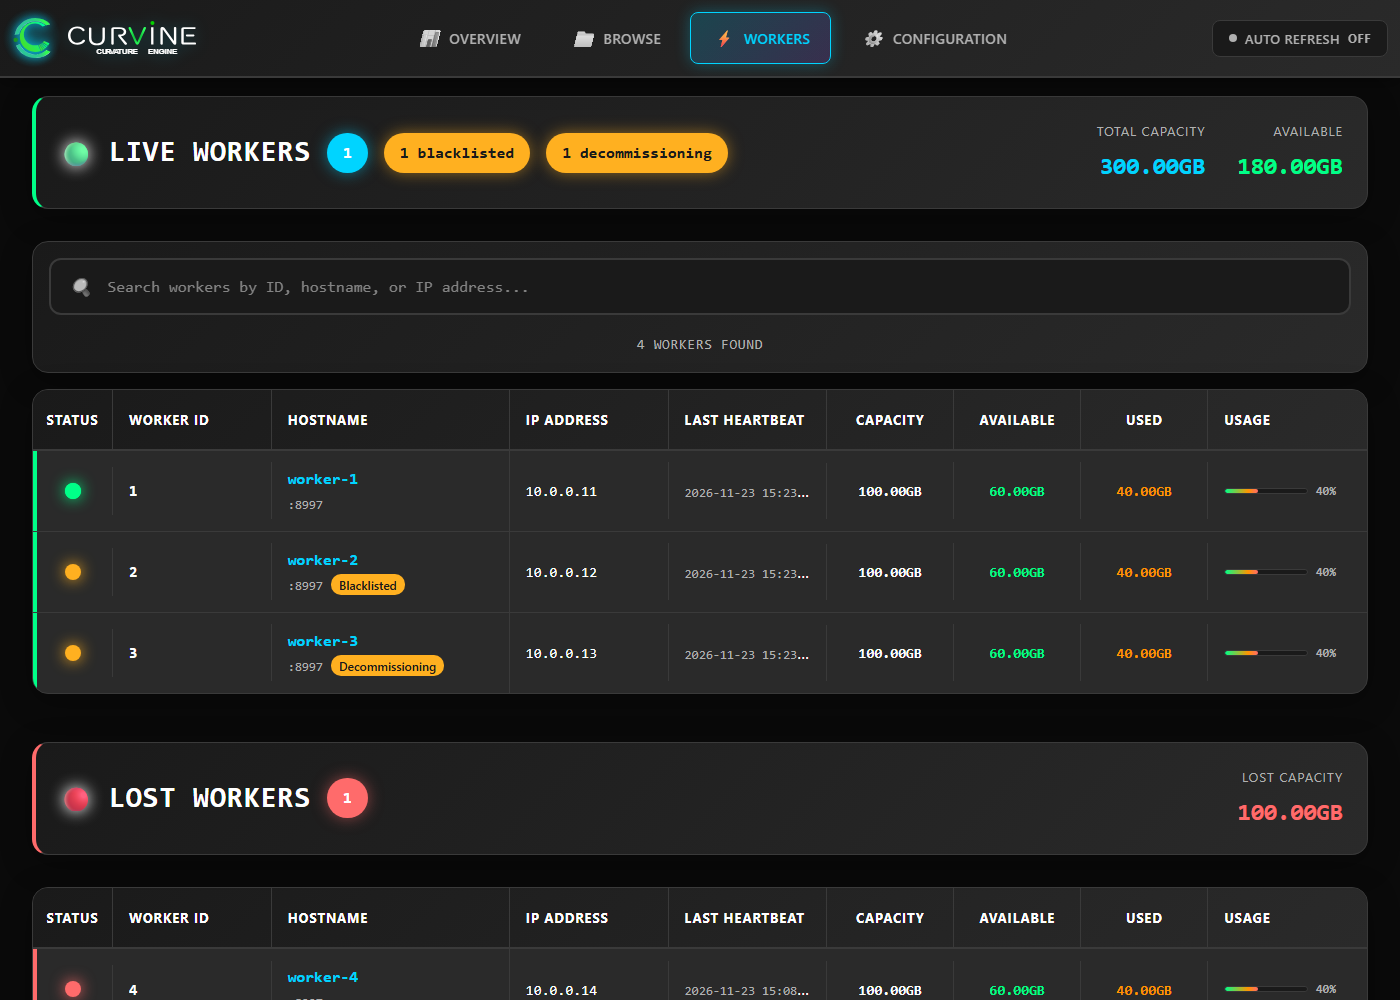 CURVINE
CURVATURE ENGINE
OVERVIEW
BROWSE
WORKERS
CONFIGURATION
AUTO REFRESH OFF
LIVE WORKERS 1 1 blacklisted 1 decommissioning
TOTAL CAPACITY
300.00GB
AVAILABLE
180.00GB
Search workers by ID, hostname, or IP address...
4 WORKERS FOUND
STATUS WORKER ID HOSTNAME IP ADDRESS LAST HEARTBEAT CAPACITY AVAILABLE USED USAGE
1 worker-1 :8997 10.0.0.11 2026-11-23 15:23... 100.00GB 60.00GB 40.00GB 40%
2 worker-2 :8997 Blacklisted 10.0.0.12 2026-11-23 15:23... 100.00GB 60.00GB 40.00GB 40%
3 worker-3 :8997 Decommissioning 10.0.0.13 2026-11-23 15:23... 100.00GB 60.00GB 40.00GB 40%
LOST WORKERS 1
LOST CAPACITY
100.00GB
STATUS WORKER ID HOSTNAME IP ADDRESS LAST HEARTBEAT CAPACITY AVAILABLE USED USAGE
4 worker-4 10.0.0.14 2026-11-23 15:08... 100.00GB 60.00GB 40.00GB 40%